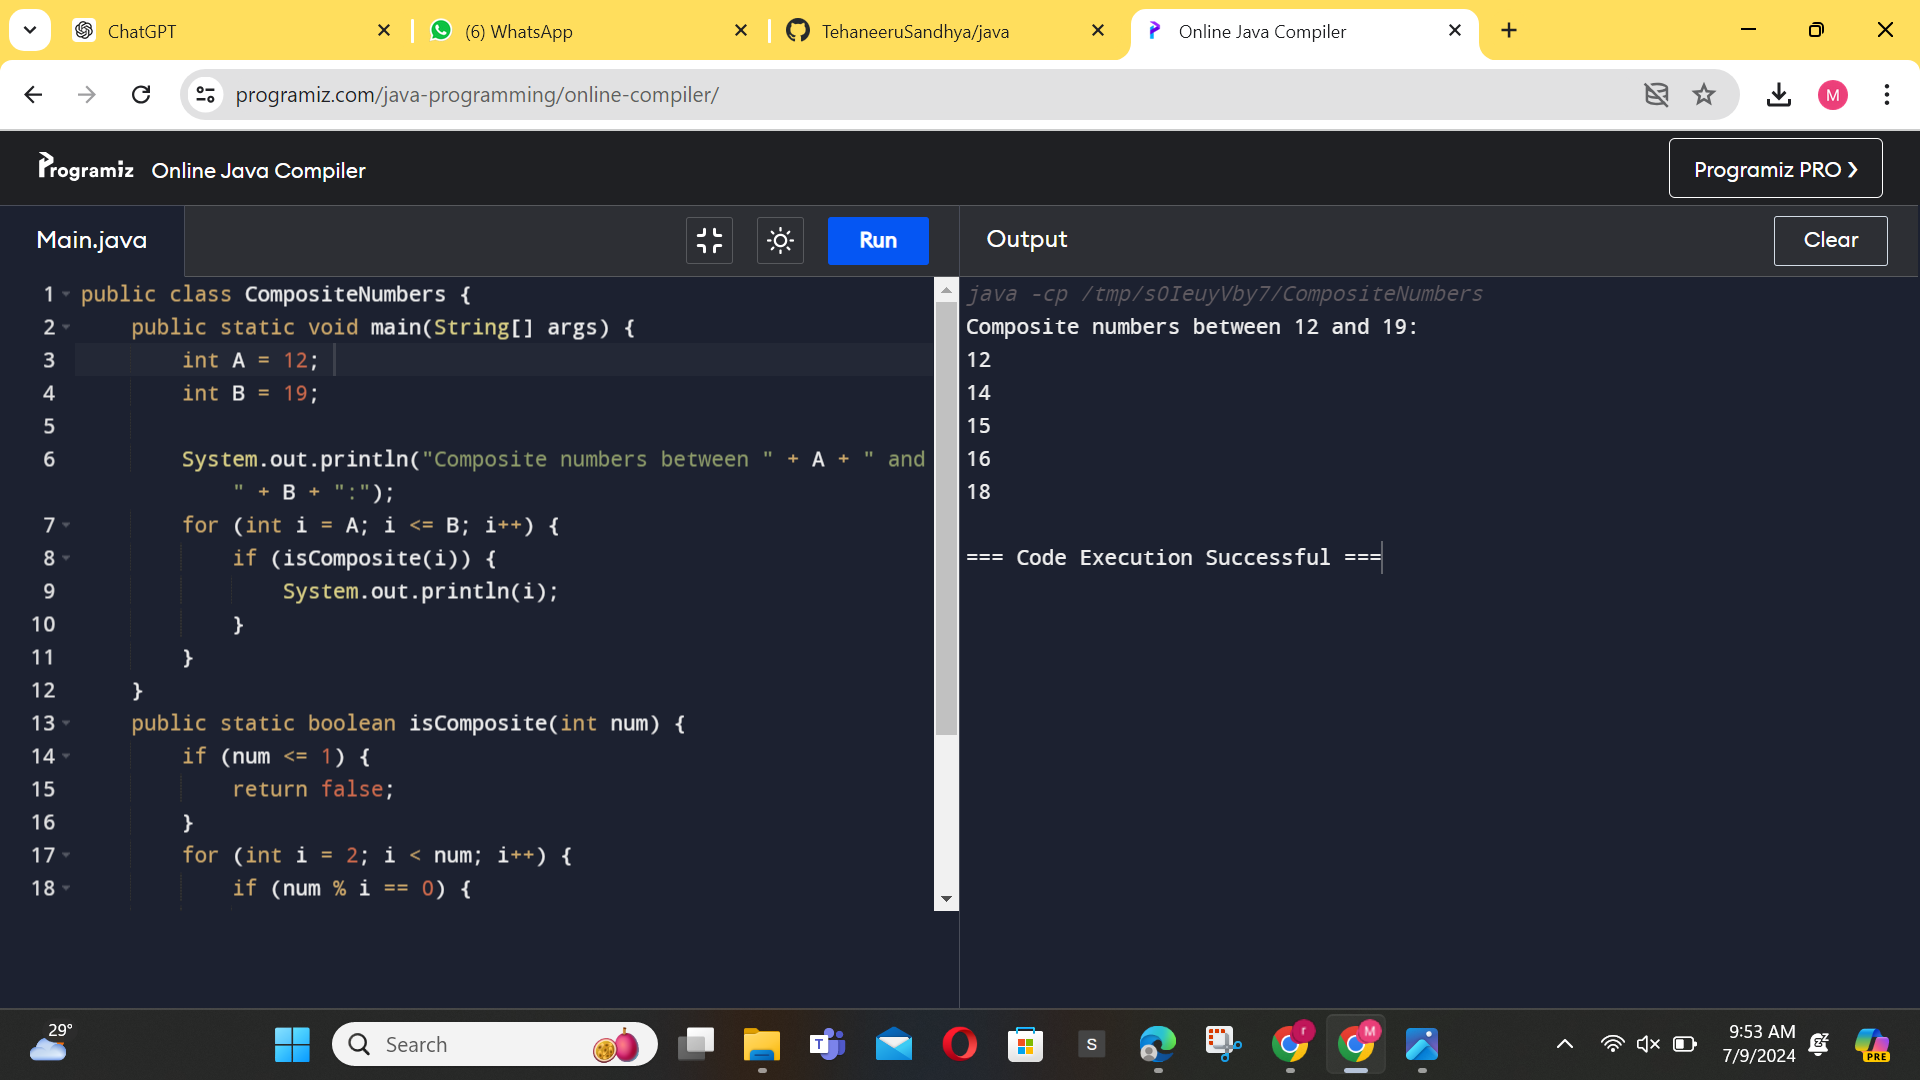 ChatGPT
(6) WhatsApp
TehaneeruSandhya/java
Online Java Compiler
programiz.com/java-programming/online-compiler/
M
Programiz Online Java Compiler
Programiz PRO
Main.java
Run
Output
Clear
1 public class CompositeNumbers {
2 public static void main(String[] args) {
3 int A = 12;
4 int B = 19;
5
6 System.out.println("Composite numbers between " + A + " and
" + B + ":");
7 for (int i = A; i <= B; i++) {
8 if (isComposite(i)) {
9 System.out.println(i);
10 }
11 }
12 }
13 public static boolean isComposite(int num) {
14 if (num <= 1) {
15 return false;
16 }
17 for (int i = 2; i < num; i++) {
18 if (num % i == 0) {
java -cp /tmp/sOIeuyVby7/CompositeNumbers
Composite numbers between 12 and 19:
12
14
15
16
18
=== Code Execution Successful ===
29°
Search
T
S
r
M
9:53 AM
7/9/2024
PRE